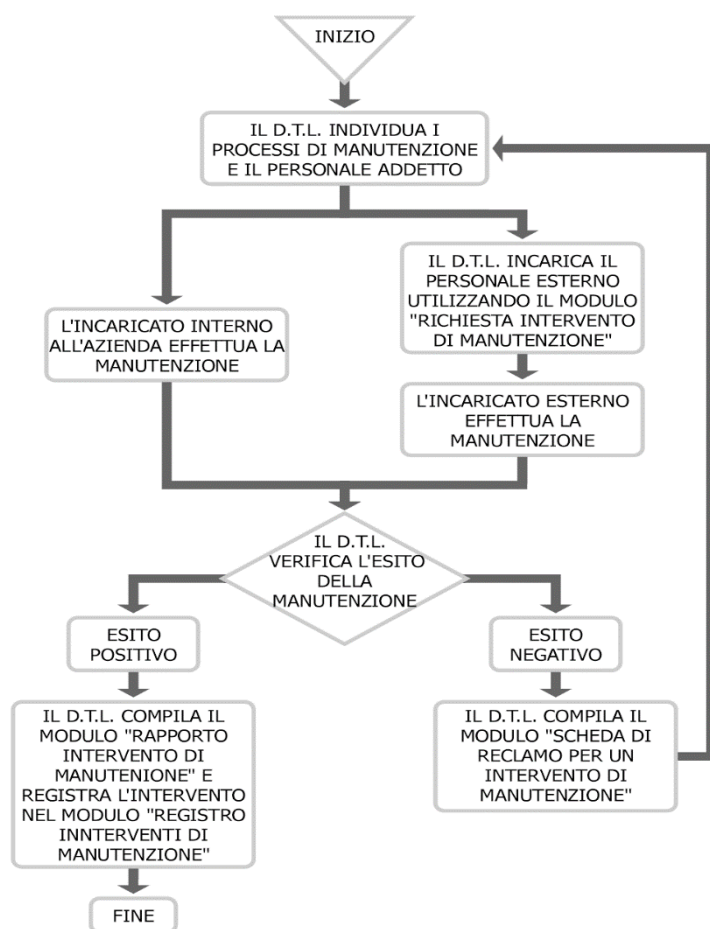 INIZIO
IL D.T.L. INDIVIDUA I
PROCESSI DI MANUTENZIONE
E IL PERSONALE ADDETTO
L'INCARICATO INTERNO
ALL'AZIENDA EFFETTUA LA
MANUTENZIONE
IL D.T.L. INCARICA IL
PERSONALE ESTERNO
UTILIZZANDO IL MODULO
"RICHIESTA INTERVENTO
DI MANUTENZIONE"
L'INCARICATO ESTERNO
EFFETTUA LA
MANUTENZIONE
IL D.T.L.
VERIFICA L'ESITO
DELLA
MANUTENZIONE
ESITO
POSITIVO
IL D.T.L. COMPILA IL
MODULO "RAPPORTO
INTERVENTO DI
MANUTENIONE" E
REGISTRA L'INTERVENTO
NEL MODULO "REGISTRO
INNTERVENTI DI
MANUTENZIONE"
FINE
ESITO
NEGATIVO
IL D.T.L. COMPILA IL
MODULO "SCHEDA DI
RECLAMO PER UN
INTERVENTO DI
MANUTENZIONE"